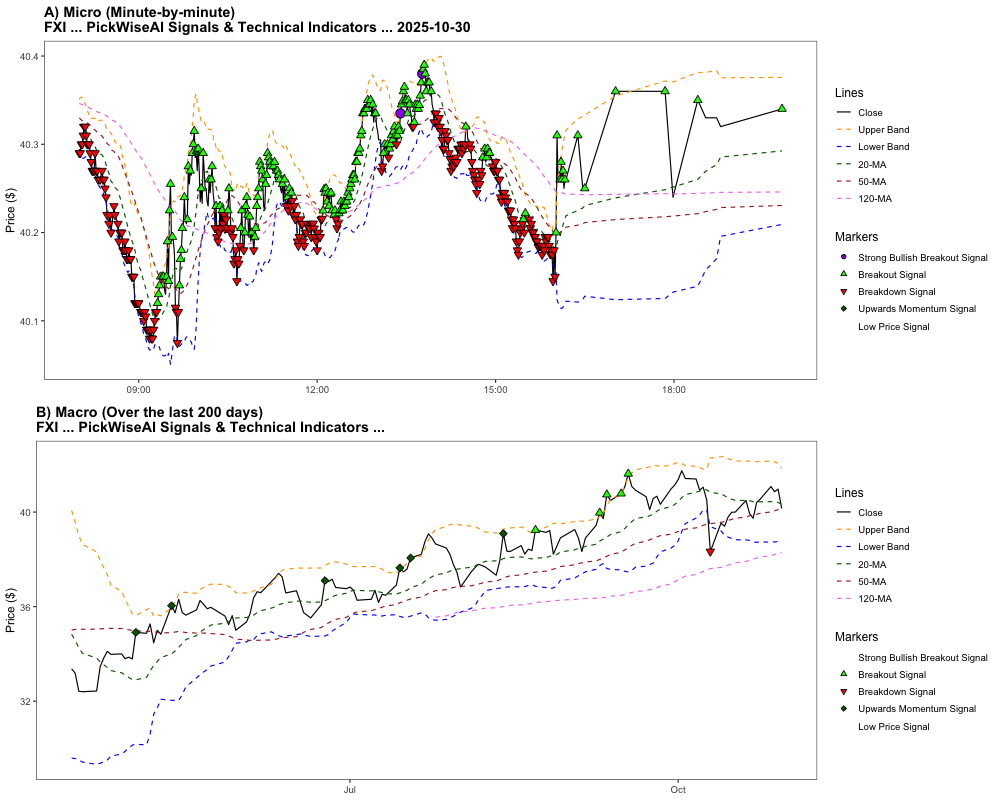 A) Micro (Minute-by-minute)
FXI ... PickWiseAI Signals & Technical Indicators ... 2025-10-30
Price ($)
40.4
40.3
40.2
40.1
09:00
12:00
15:00
18:00
Lines
Close
Upper Band
Lower Band
20-MA
50-MA
120-MA
Markers
Strong Bullish Breakout Signal
Breakout Signal
Breakdown Signal
Upwards Momentum Signal
Low Price Signal
B) Macro (Over the last 200 days)
FXI ... PickWiseAI Signals & Technical Indicators ...
Price ($)
40
36
32
Jul
Oct
Lines
Close
Upper Band
Lower Band
20-MA
50-MA
120-MA
Markers
Strong Bullish Breakout Signal
Breakout Signal
Breakdown Signal
Upwards Momentum Signal
Low Price Signal